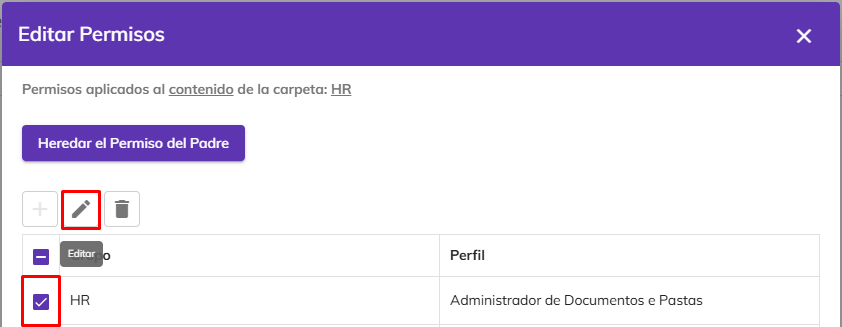 Editar Permisos
Permisos aplicados al contenido de la carpeta: HR
Heredar el Permiso del Padre
Editar
Perfil
HR
Administrador de Documentos e Pastas